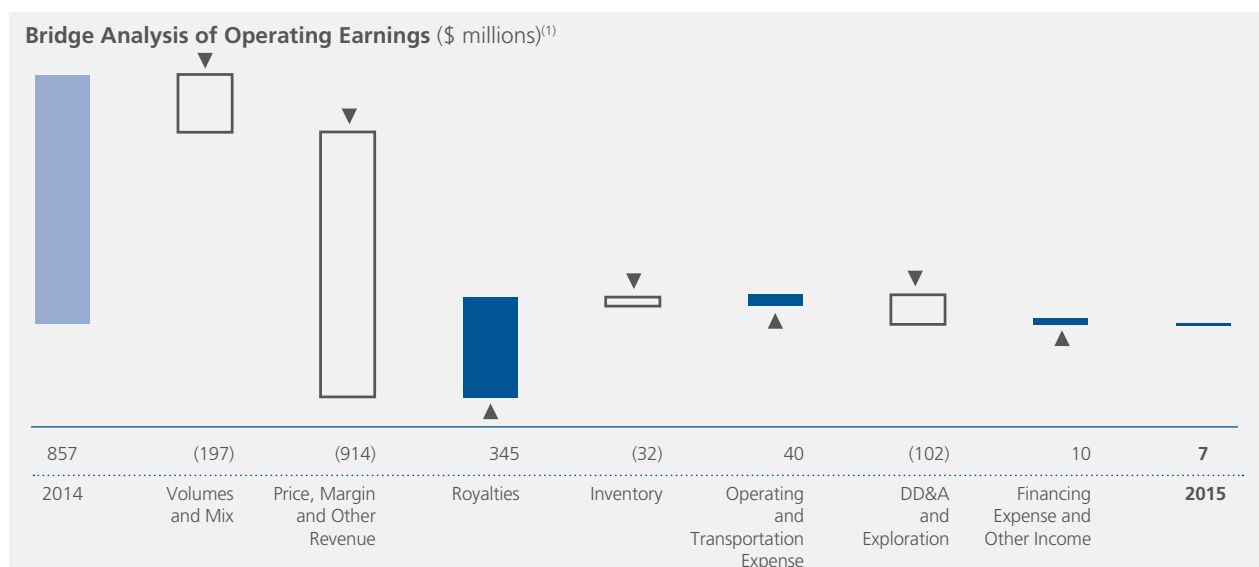 Bridge Analysis of Operating Earnings ($ millions)(1)
857 (197) (914) 345 (32) 40 (102) 10 7
2014
Volumes
and Mix
Price, Margin
and Other
Revenue
Royalties
Inventory
Operating
and
Transportation
Expense
DD&A
and
Exploration
Financing
Expense and
Other Income
2015